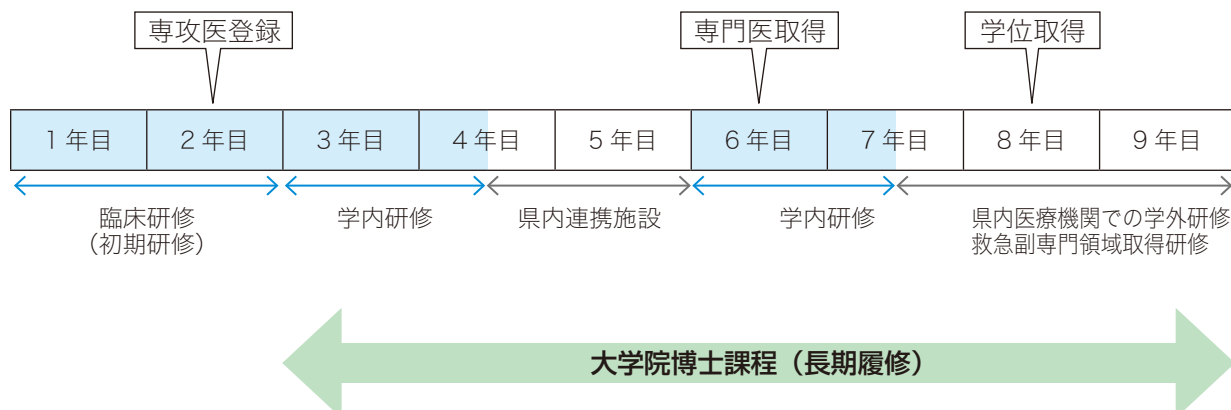 専攻医登録
専門医取得
学位取得
1年目
2年目
3年目
4年目
5年目
6年目
7年目
8年目
9年目
臨床研修
（初期研修）
学内研修
県内連携施設
学内研修
県内医療機関での学外研修
救急副専門領域取得研修
大学院博士課程（長期履修）